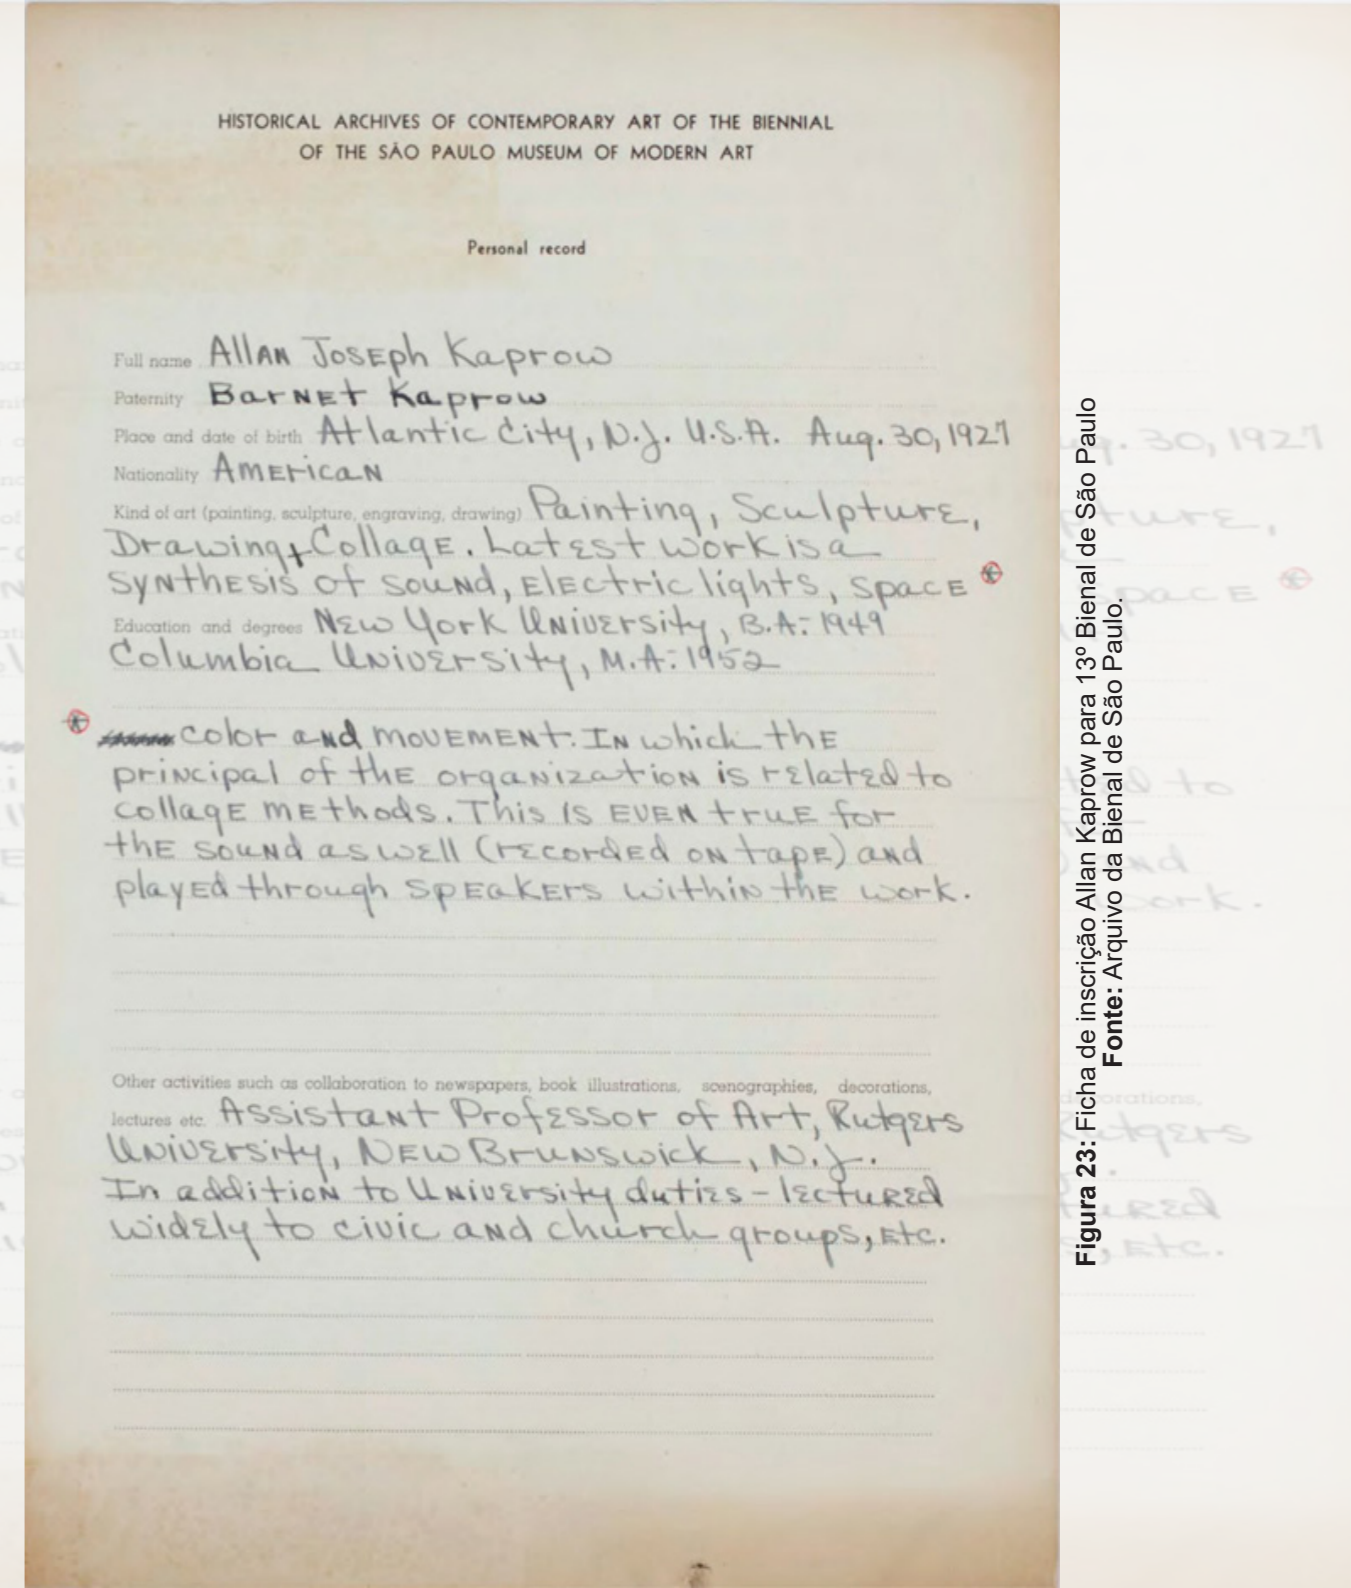 HISTORICAL ARCHIVES OF CONTEMPORARY ART OF THE BIENNIAL
OF THE SÃO PAULO MUSEUM OF MODERN ART
Personal record
Full name Allan Joseph Kaprow
Paternity Barnet Kaprow
Place and date of birth Atlantic City, N.J. U.S.A. Aug. 30, 1927
Nationality American
Kind of art (painting, sculpture, engraving, drawing) Painting, Sculpture,
Drawing + Collage. Latest work is a
synthesis of sound, electric lights, space *
Education and degrees New York University, B.A.: 1949
Columbia University, M.A.: 1952
* color and movement. In which the
principal of the organization is related to
collage methods. This is even true for
the sound as well (recorded on tape) and
played through speakers within the work.
Other activities such as collaboration to newspapers, book illustrations, scenographies, decorations,
lectures etc. Assistant Professor of Art, Rutgers
University, New Brunswick, N.J.
In addition to University duties - lectured
widely to civic and church groups, etc.
Figura 23: Ficha de inscrição Allan Kaprow para 13º Bienal de São Paulo
Fonte: Arquivo da Bienal de São Paulo.